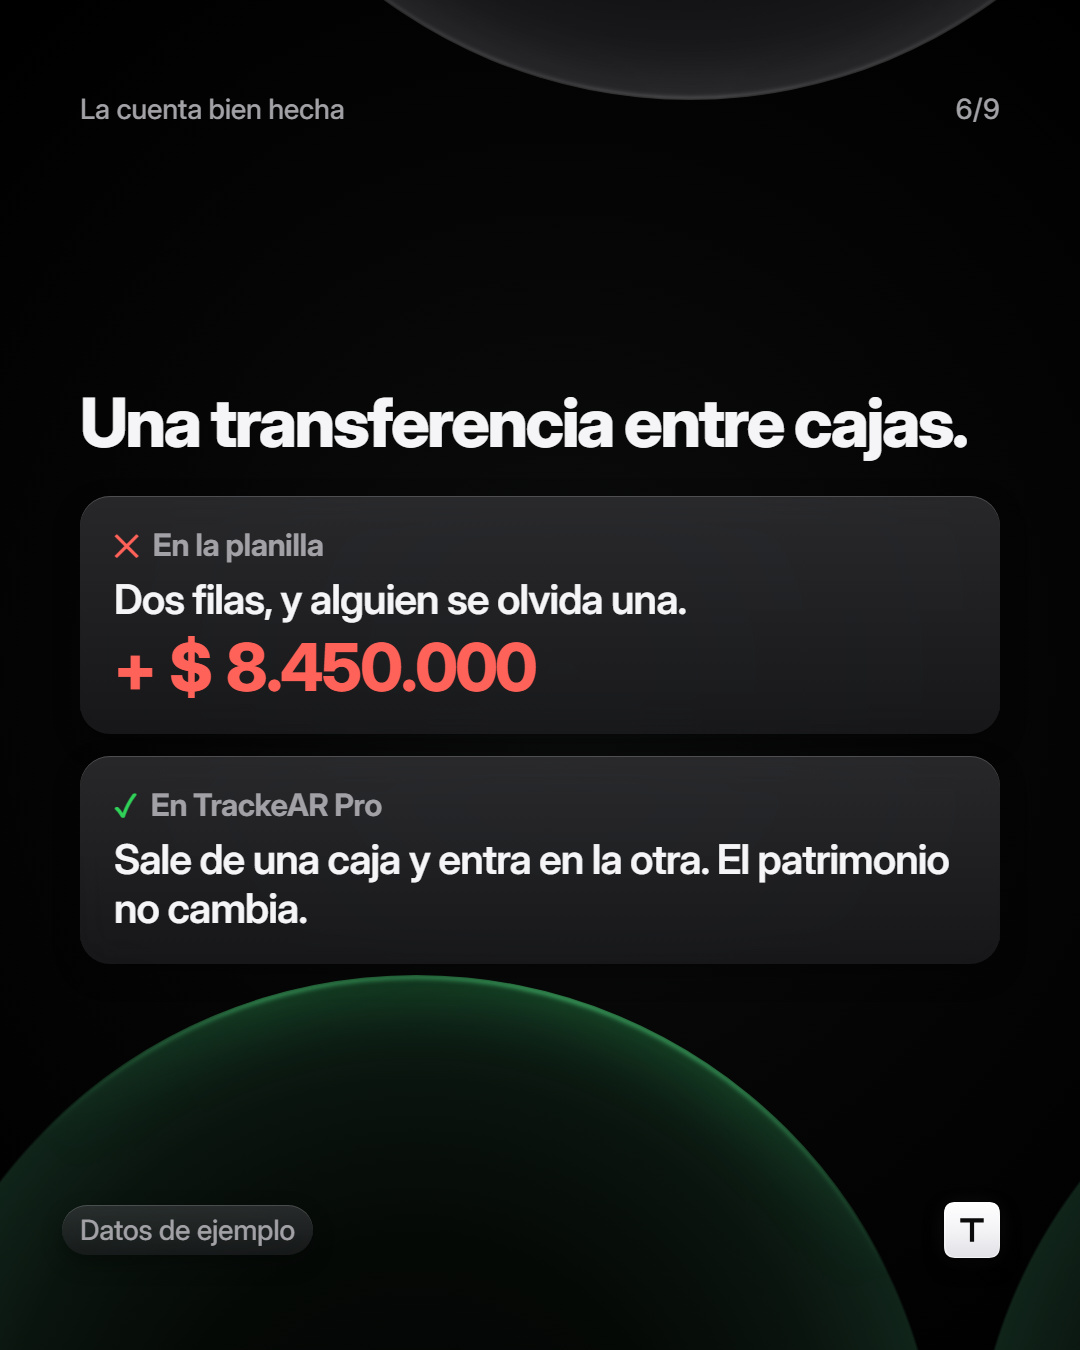 La cuenta bien hecha
6/9
Una transferencia entre cajas.
En la planilla
Dos filas, y alguien se olvida una.
+ $ 8.450.000
En TrackeAR Pro
Sale de una caja y entra en la otra. El patrimonio
no cambia.
Datos de ejemplo
T